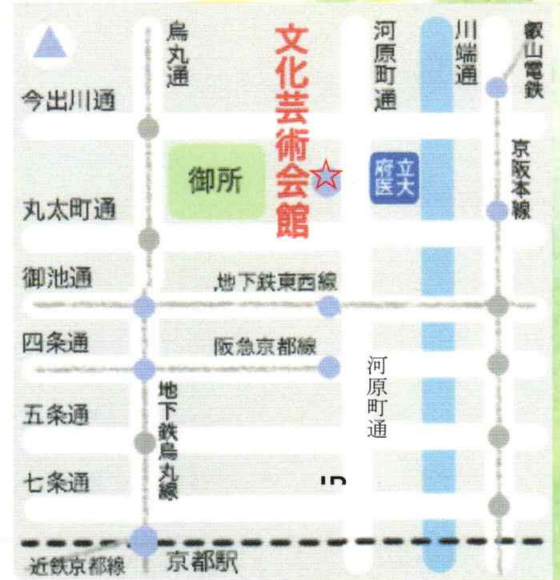 烏丸通
文化芸術会館
河原町通
川端通
叡山電鉄
今出川通
御所
府立
医大
京阪本線
丸太町通
御池通
地下鉄東西線
四条通
阪急京都線
河原町通
五条通
地下鉄烏丸線
七条通
近鉄京都線
京都駅